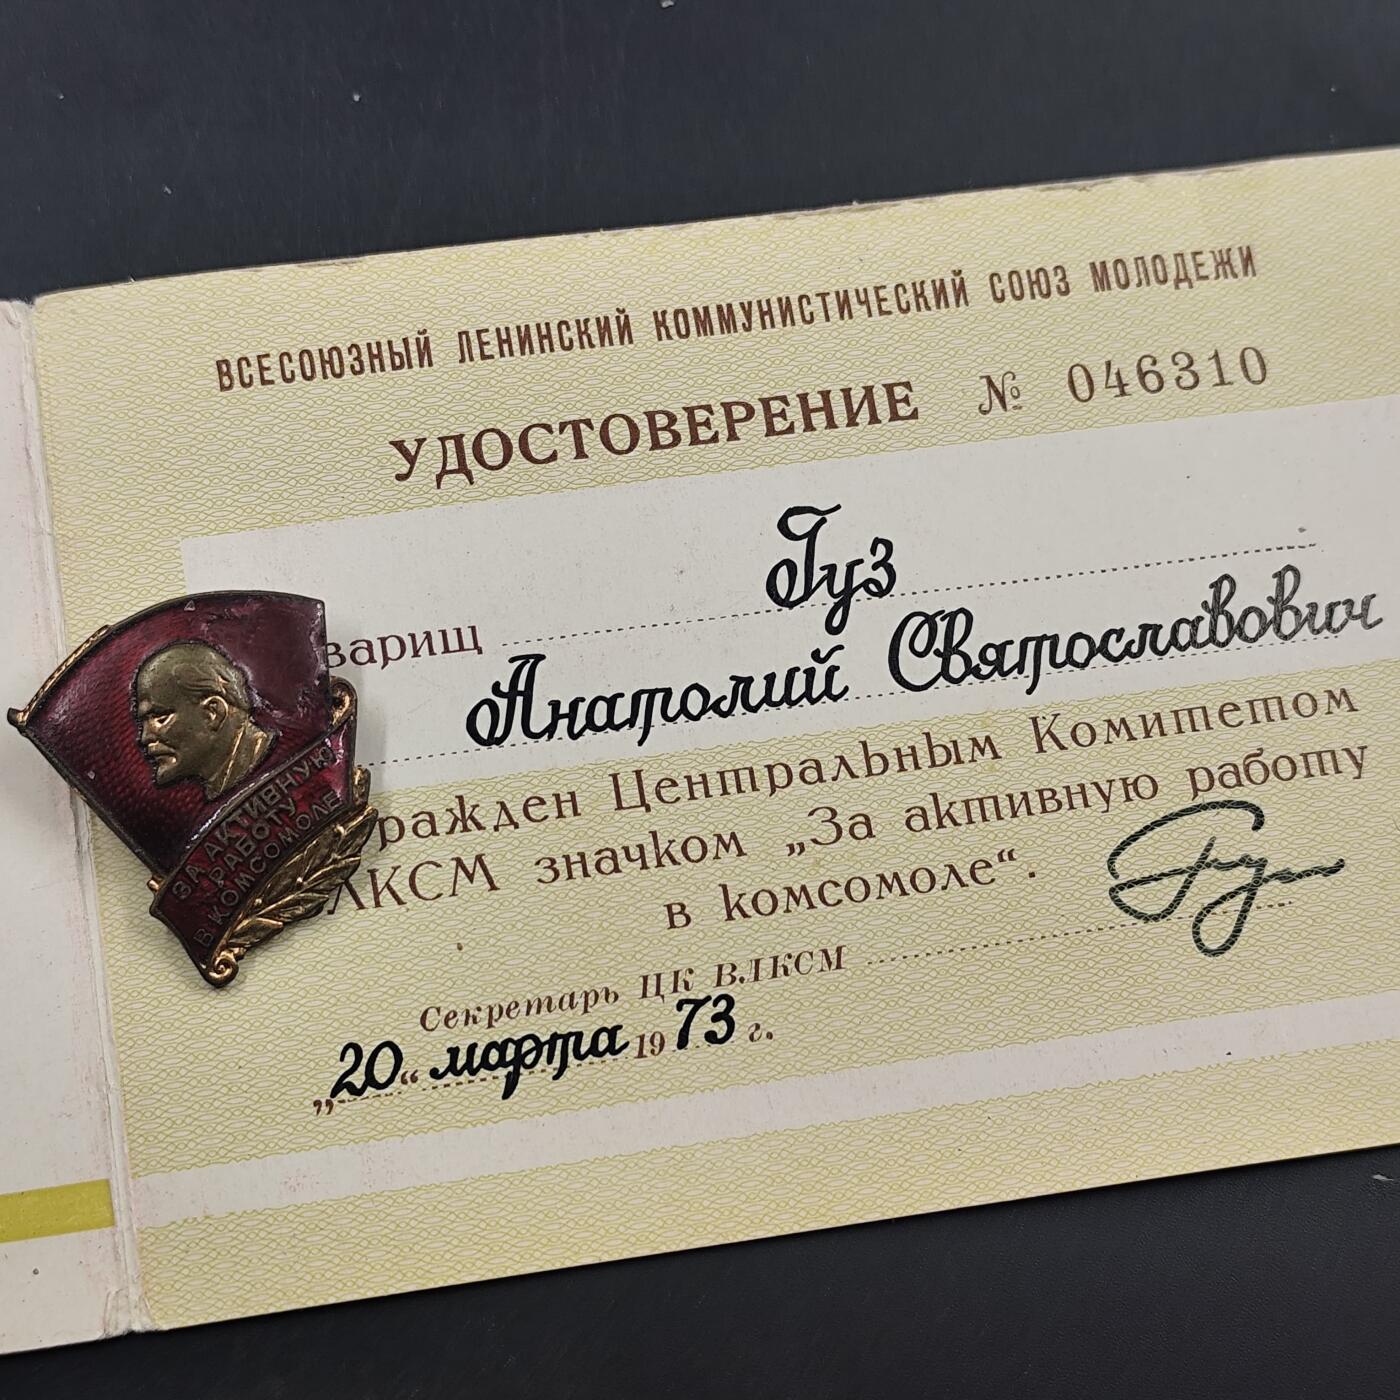 ВСЕСОЮЗНЫЙ ЛЕНИНСКИЙ КОММУНИСТИЧЕСКИЙ СОЮЗ МОЛОДЕЖИ
УДОСТОВЕРЕНИЕ № 046310
варищ Гуз
Анатолий Святославович
ражден Центральным Комитетом
ЛКСМ значком „За активную работу
в комсомоле“.
Секретарь ЦК ВЛКСМ
„20“ марта 1973 г.
ЗА АКТИВНУЮ
РАБОТУ
В КОМСОМОЛЕ